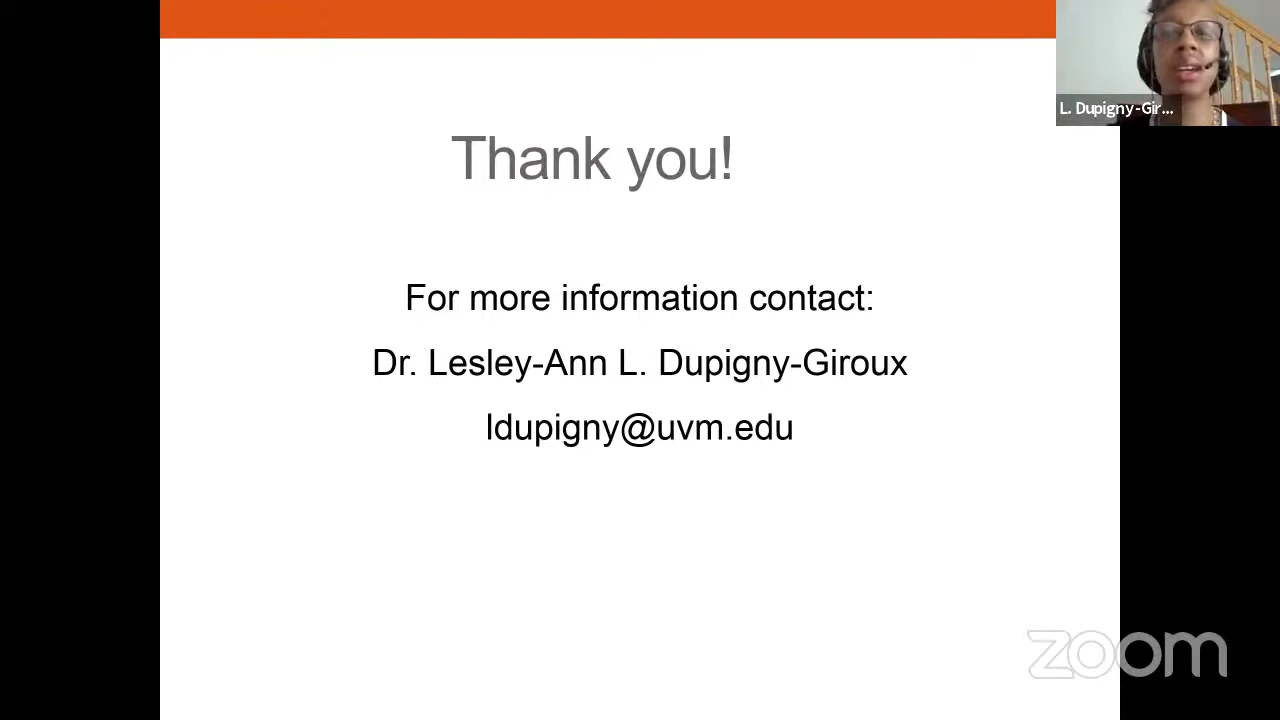 Thank you!
L. Dupigny-Gir...
For more information contact:
Dr. Lesley-Ann L. Dupigny-Giroux
ldupigny@uvm.edu
zoom